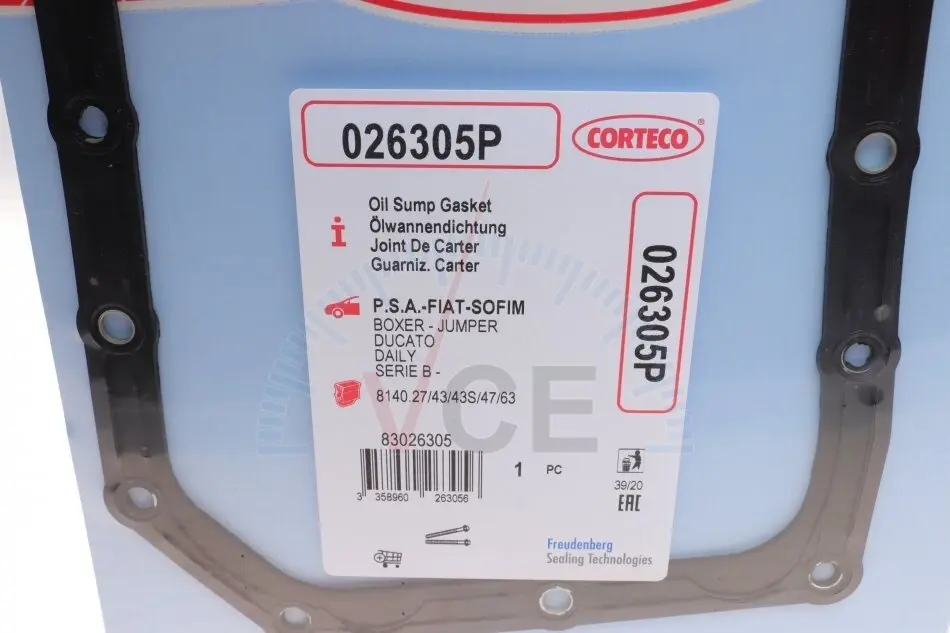 026305P
CORTECO®
Oil Sump Gasket
Ölwannendichtung
Joint De Carter
Guarniz. Carter
026305P
P.S.A.-FIAT-SOFIM
BOXER - JUMPER
DUCATO
DAILY
SERIE B -
8140.27/43/43S/47/63
VCE
83026305
3 358960 263056
1 PC
39/20
EAC
Freudenberg
Sealing Technologies